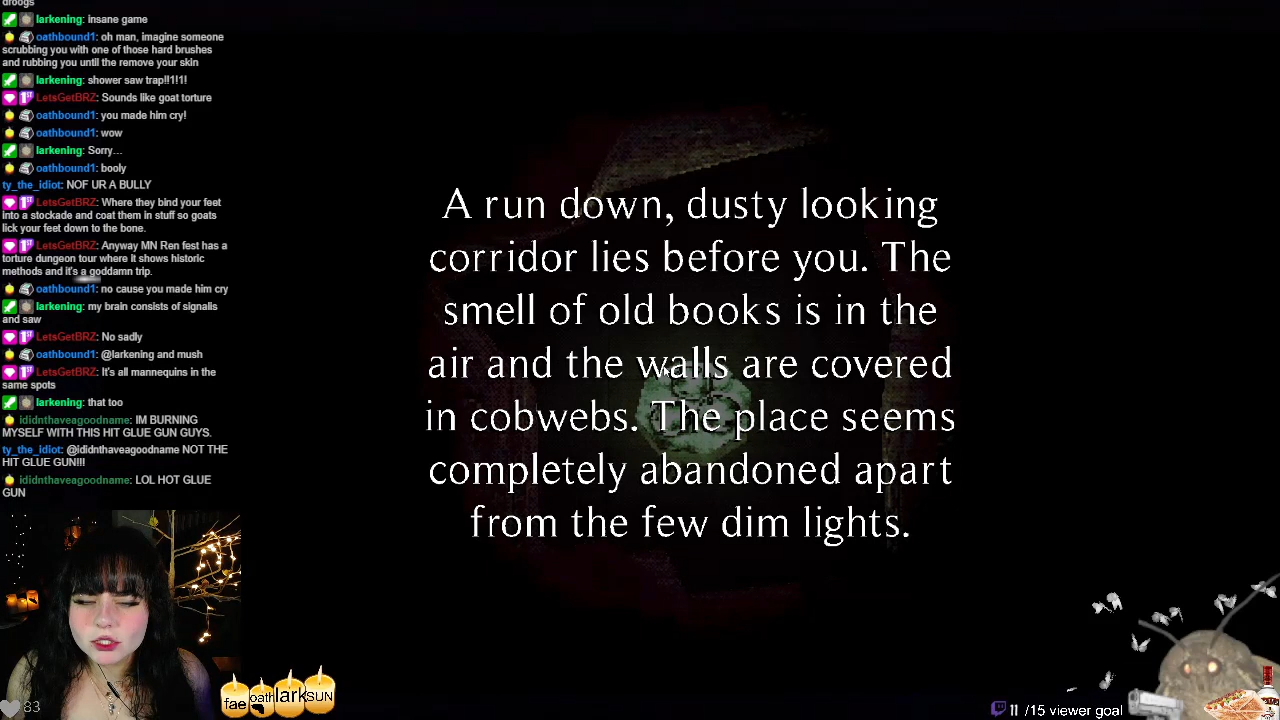 droogs
larkening: insane game
oathbound1: oh man, imagine someone
scrubbing you with one of those hard brushes
and rubbing you until the remove your skin
larkening: shower saw trap!!1!1!
LetsGetBRZ: Sounds like goat torture
oathbound1: you made him cry!
oathbound1: wow
larkening: Sorry...
oathbound1: booly
ty_the_idiot: NOF UR A BULLY
LetsGetBRZ: Where they bind your feet
into a stockade and coat them in stuff so goats
lick your feet down to the bone.
LetsGetBRZ: Anyway MN Ren fest has a
torture dungeon tour where it shows historic
methods and it's a goddamn trip.
oathbound1: no cause you made him cry
larkening: my brain consists of signalis
and saw
LetsGetBRZ: No sadly
oathbound1: @larkening and mush
LetsGetBRZ: It's all mannequins in the
same spots
larkening: that too
ididnthaveagoodname: IM BURNING
MYSELF WITH THIS HIT GLUE GUN GUYS.
ty_the_idiot: @ididnthaveagoodname NOT THE
HIT GLUE GUN!!!
ididnthaveagoodname: LOL HOT GLUE
GUN
A run down, dusty looking
corridor lies before you. The
smell of old books is in the
air and the walls are covered
in cobwebs. The place seems
completely abandoned apart
from the few dim lights.
83
fae oath lark SUN
11 /15 viewer goal